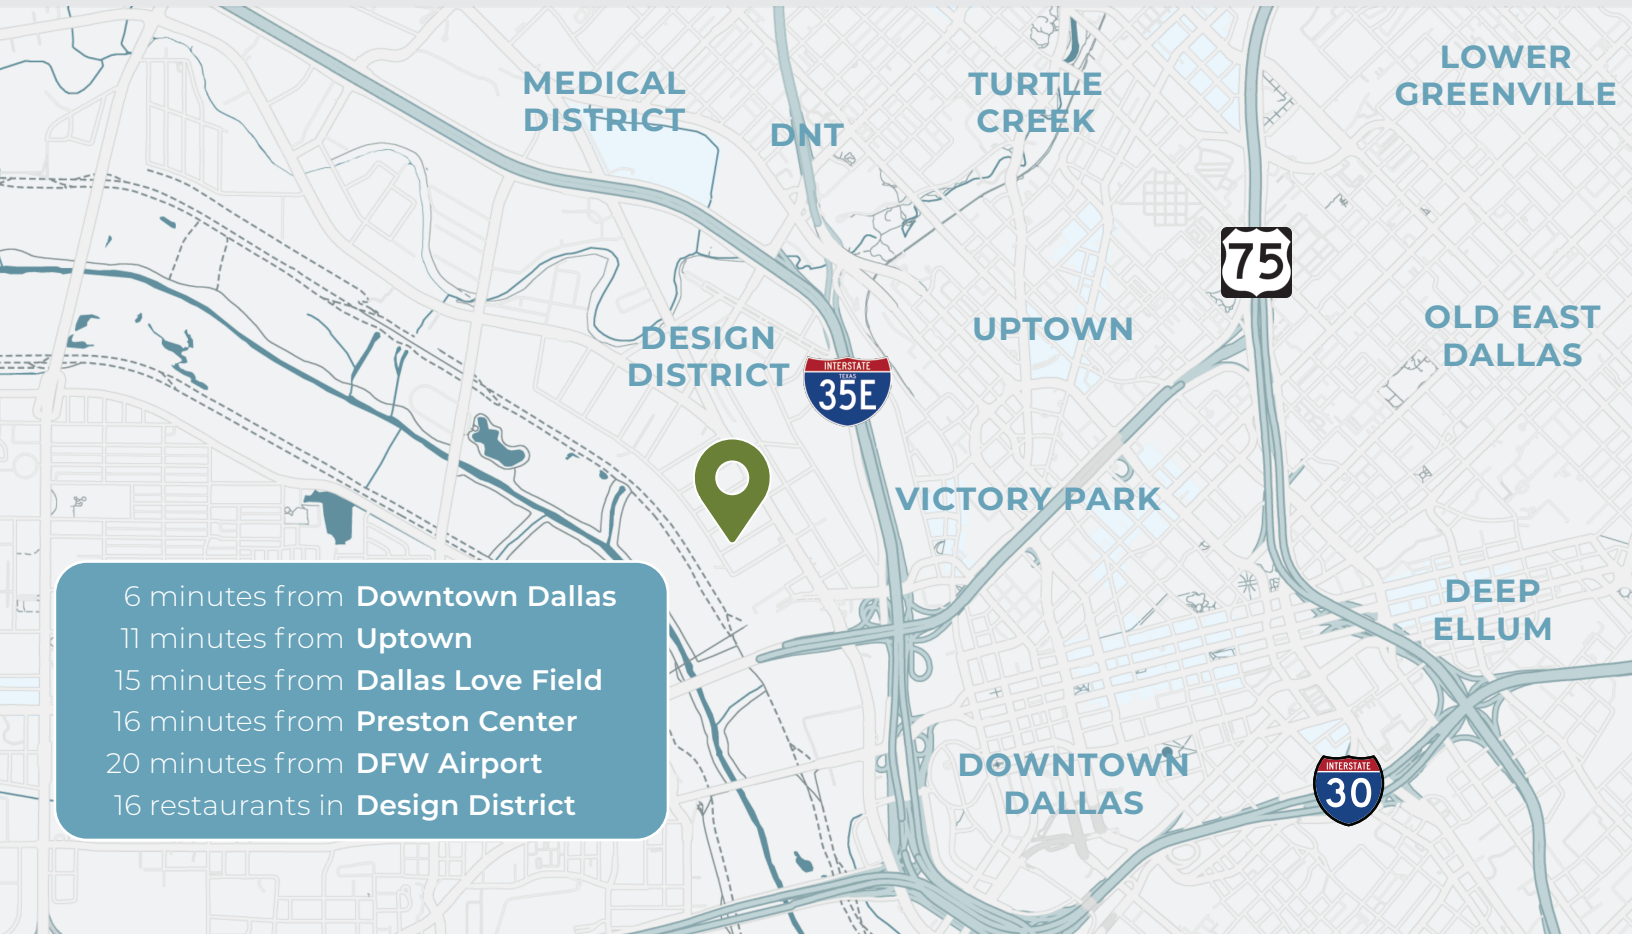 LOWER
GREENVILLE
MEDICAL
DISTRICT
TURTLE
CREEK
DNT
75
OLD EAST
DALLAS
UPTOWN
DESIGN
DISTRICT
INTERSTATE
TEXAS
35E
VICTORY PARK
DEEP
ELLUM
6 minutes from Downtown Dallas
11 minutes from Uptown
15 minutes from Dallas Love Field
16 minutes from Preston Center
20 minutes from DFW Airport
16 restaurants in Design District
DOWNTOWN
DALLAS
INTERSTATE
30